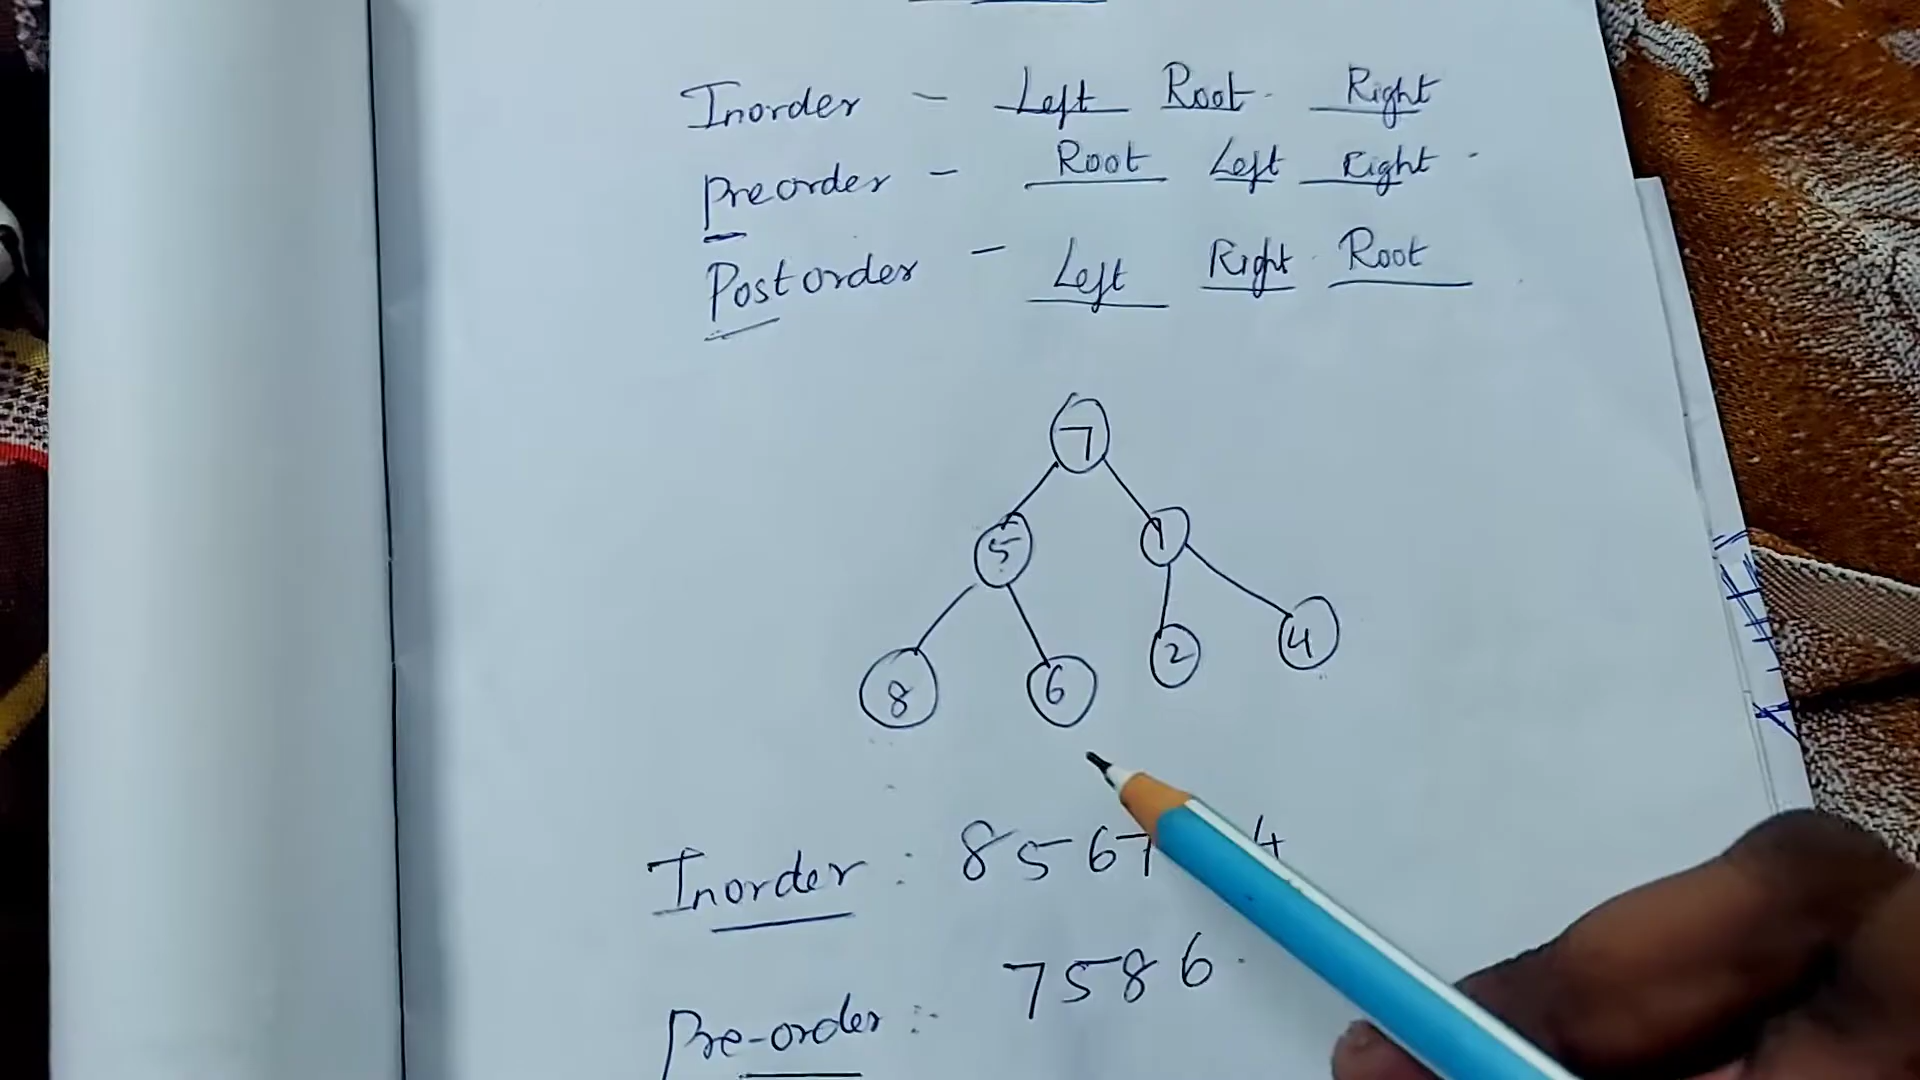 Inorder - Left Root Right
Preorder - Root Left Right
Postorder - Left Right Root
7
5 1
8 6 2 4
Inorder : 8 5 6 7 4
Pre-order : 7 5 8 6